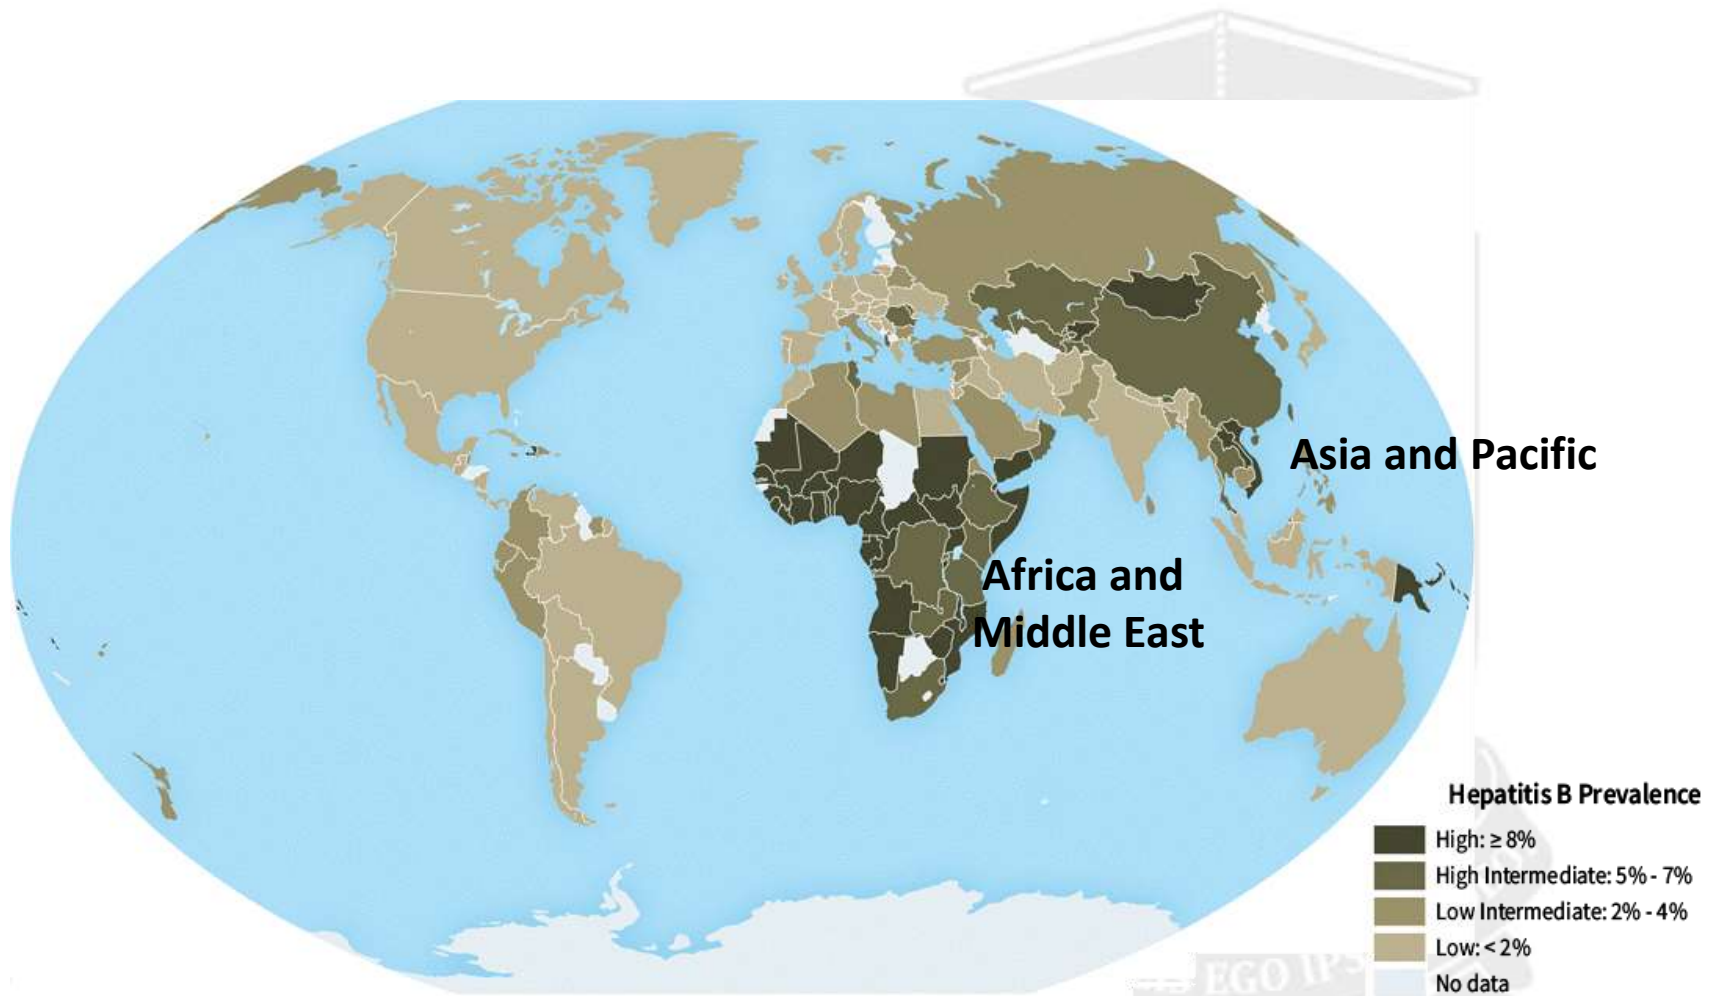 Asia and Pacific
Africa and
Middle East
Hepatitis B Prevalence
High: ≥ 8%
High Intermediate: 5% - 7%
Low Intermediate: 2% - 4%
Low: < 2%
No data
EGO